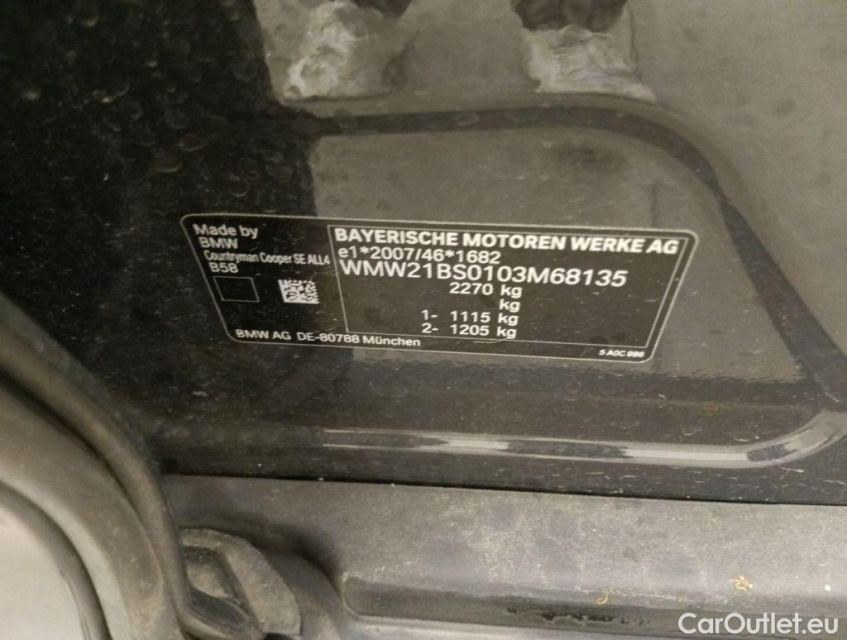 Made by
BMW
Countryman Cooper SE ALL4
B58
BAYERISCHE MOTOREN WERKE AG
e1*2007/46*1682
WMW21BS0103M68135
2270 kg
kg
1- 1115 kg
2- 1205 kg
BMW AG DE-80788 München
5 A0C 996
CarOutlet.eu